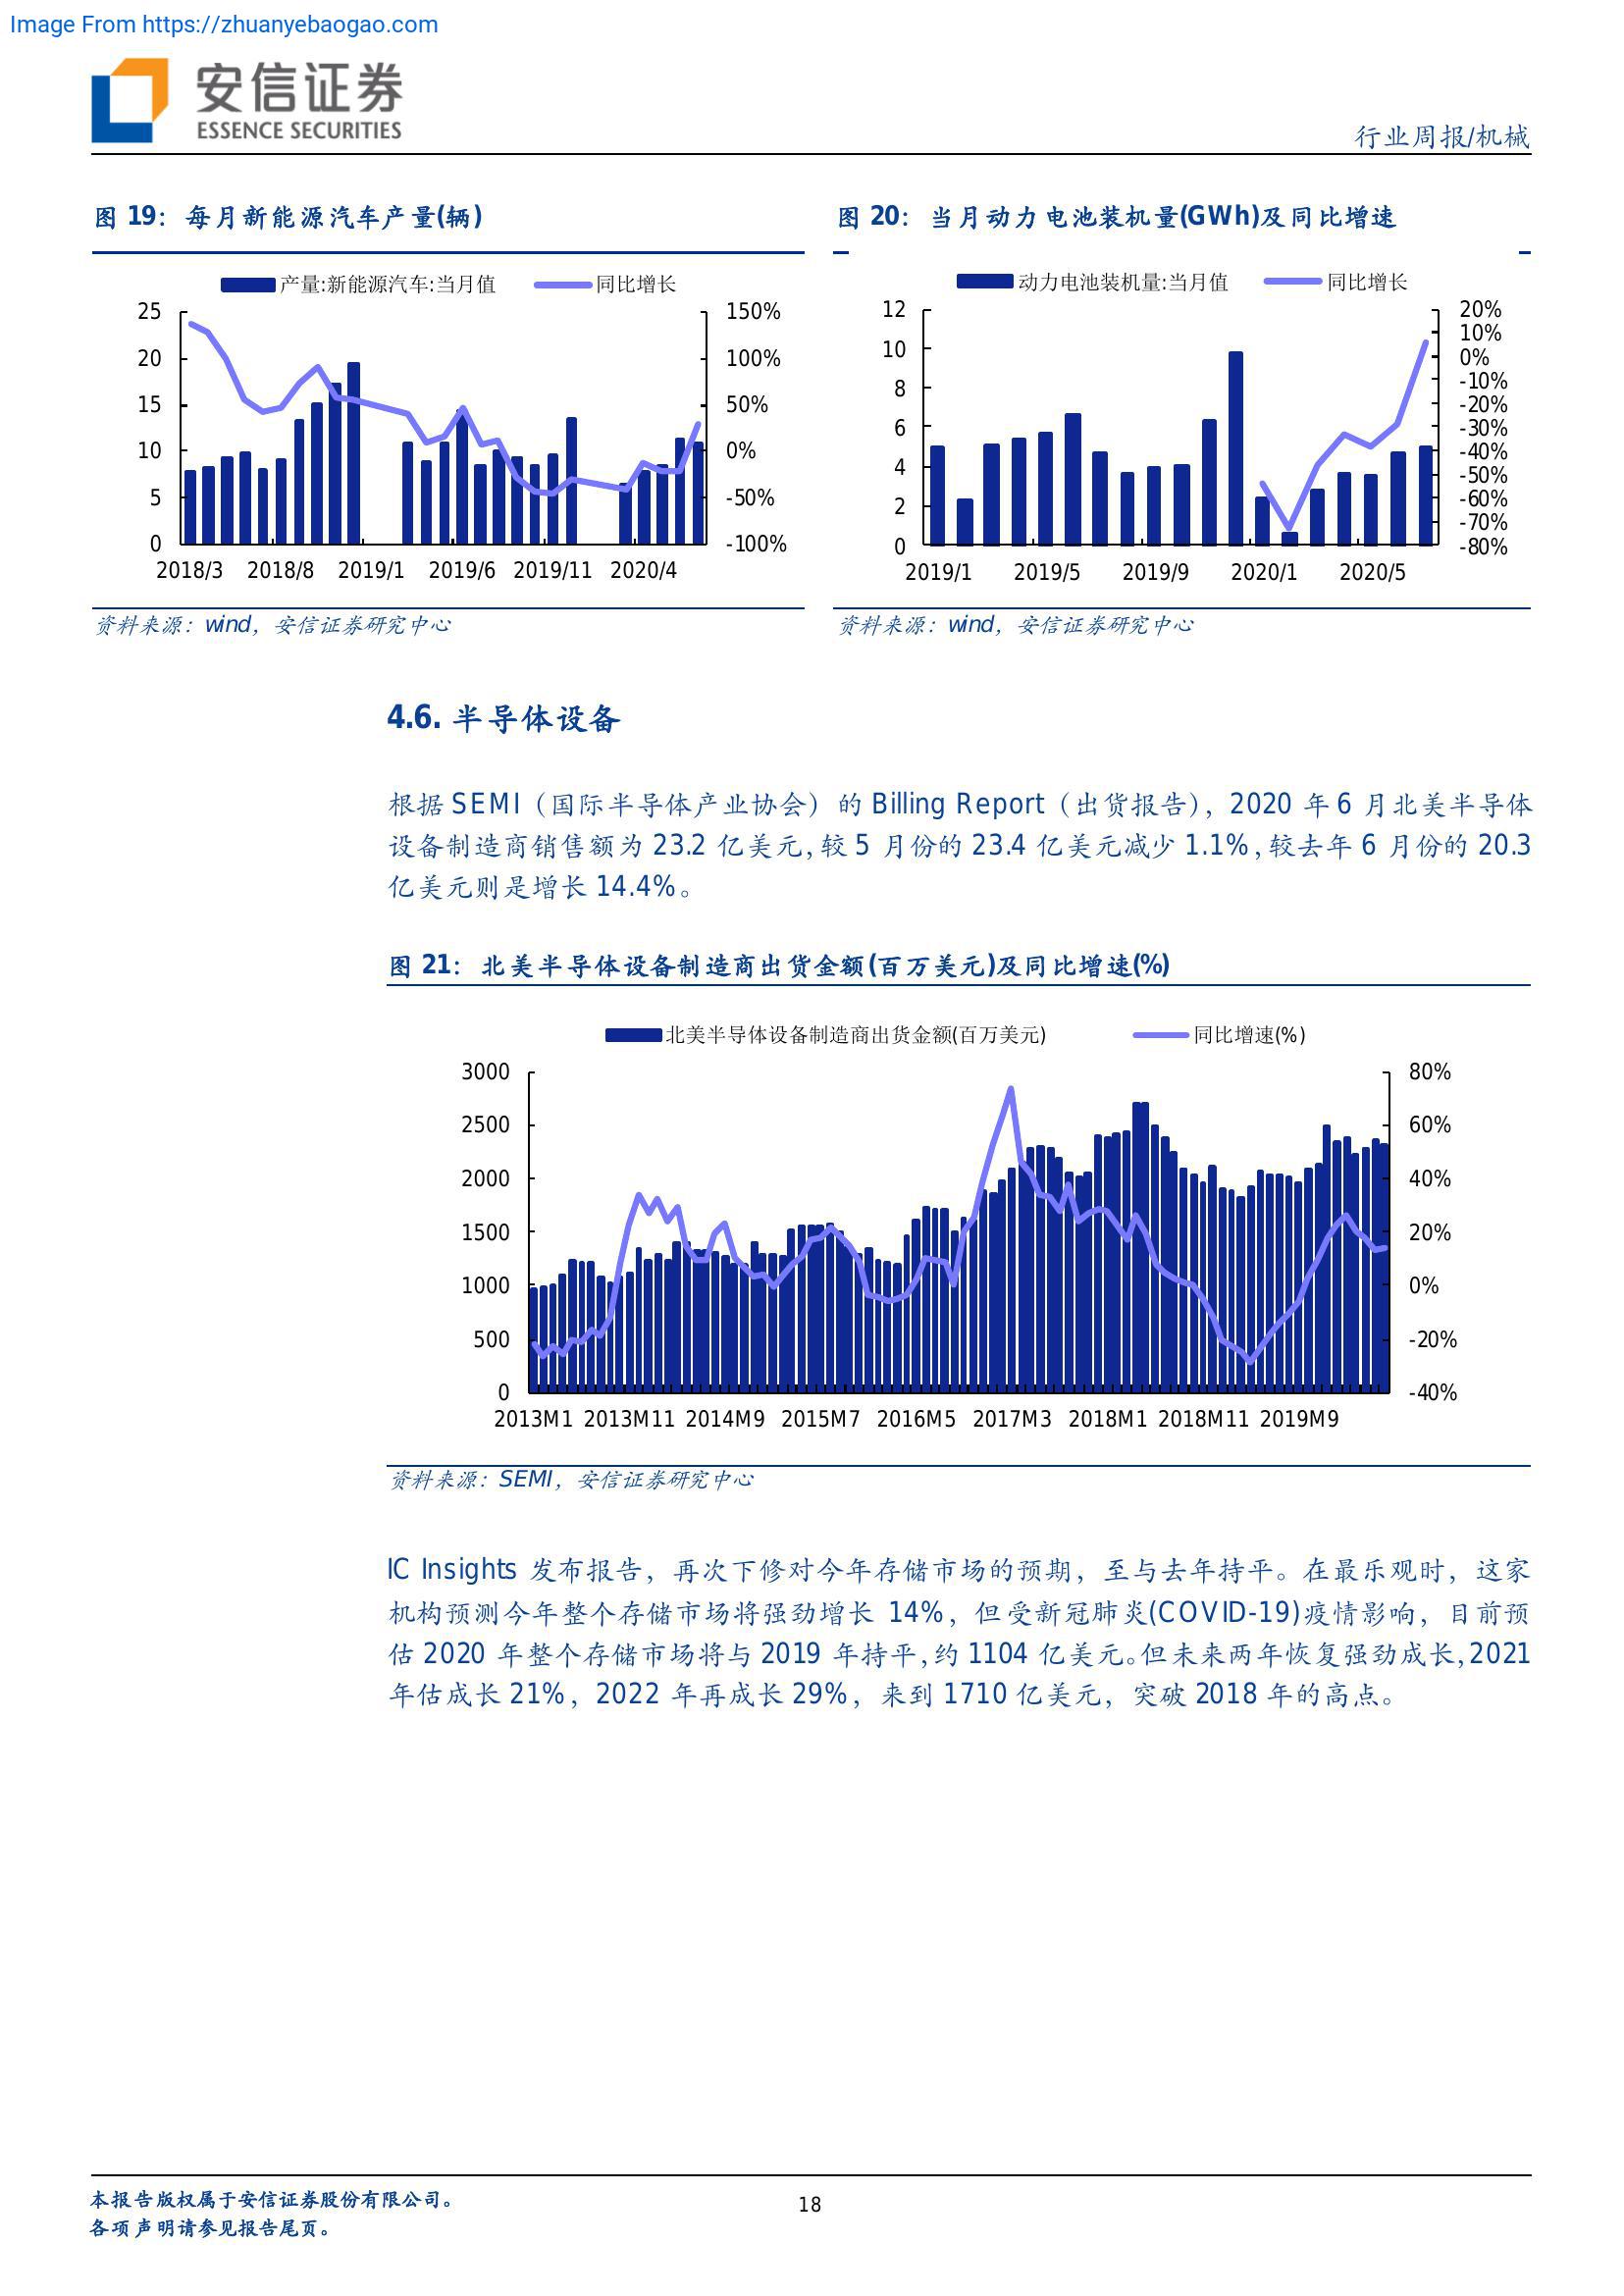 Image From https://zhuanyebaogao.com
安信证券
ESSENCE SECURITIES
行业周报/机械
图 19：每月新能源汽车产量(辆)
产量:新能源汽车:当月值 同比增长
25 150%
20 100%
15 50%
10 0%
5 -50%
0 -100%
2018/3 2018/8 2019/1 2019/6 2019/11 2020/4
资料来源：wind，安信证券研究中心
图 20：当月动力电池装机量(GWh)及同比增速
动力电池装机量:当月值 同比增长
12
10
8
6
4
2
0
20%
10%
0%
-10%
-20%
-30%
-40%
-50%
-60%
-70%
-80%
2019/1 2019/5 2019/9 2020/1 2020/5
资料来源：wind，安信证券研究中心
4.6. 半导体设备
根据 SEMI（国际半导体产业协会）的 Billing Report（出货报告），2020 年 6 月北美半导体
设备制造商销售额为 23.2 亿美元，较 5 月份的 23.4 亿美元减少 1.1%，较去年 6 月份的 20.3
亿美元则是增长 14.4%。
图 21：北美半导体设备制造商出货金额(百万美元)及同比增速(%)
北美半导体设备制造商出货金额(百万美元) 同比增速(%)
3000 80%
2500 60%
2000 40%
1500 20%
1000 0%
500 -20%
0 -40%
2013M1 2013M11 2014M9 2015M7 2016M5 2017M3 2018M1 2018M11 2019M9
资料来源：SEMI，安信证券研究中心
IC Insights 发布报告，再次下修对今年存储市场的预期，至与去年持平。在最乐观时，这家
机构预测今年整个存储市场将强劲增长 14%，但受新冠肺炎(COVID-19)疫情影响，目前预
估 2020 年整个存储市场将与 2019 年持平，约 1104 亿美元。但未来两年恢复强劲成长，2021
年估成长 21%，2022 年再成长 29%，来到 1710 亿美元，突破 2018 年的高点。
本报告版权属于安信证券股份有限公司。
各项声明请参见报告尾页。
18